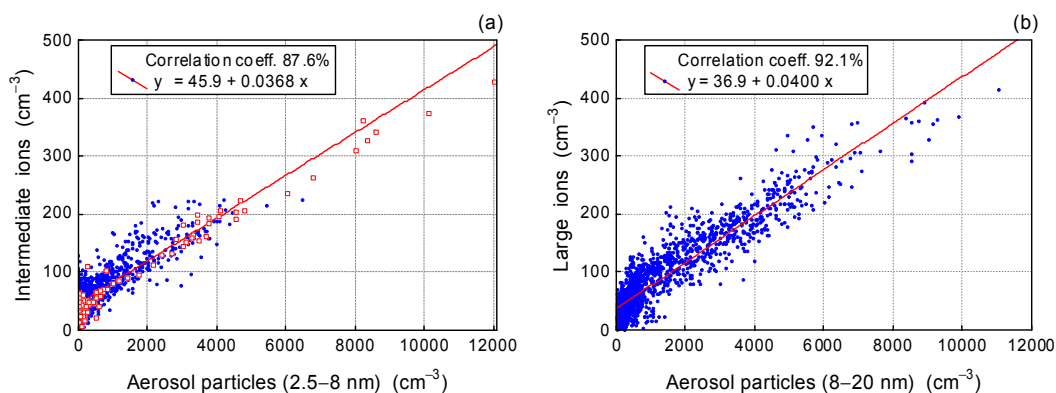 (a)
Correlation coeff. 87.6%
y = 45.9 + 0.0368 x
500
400
300
200
100
0
0 2000 4000 6000 8000 10000 12000
Intermediate ions (cm⁻³)
Aerosol particles (2.5–8 nm) (cm⁻³)
(b)
Correlation coeff. 92.1%
y = 36.9 + 0.0400 x
500
400
300
200
100
0
0 2000 4000 6000 8000 10000 12000
Large ions (cm⁻³)
Aerosol particles (8–20 nm) (cm⁻³)